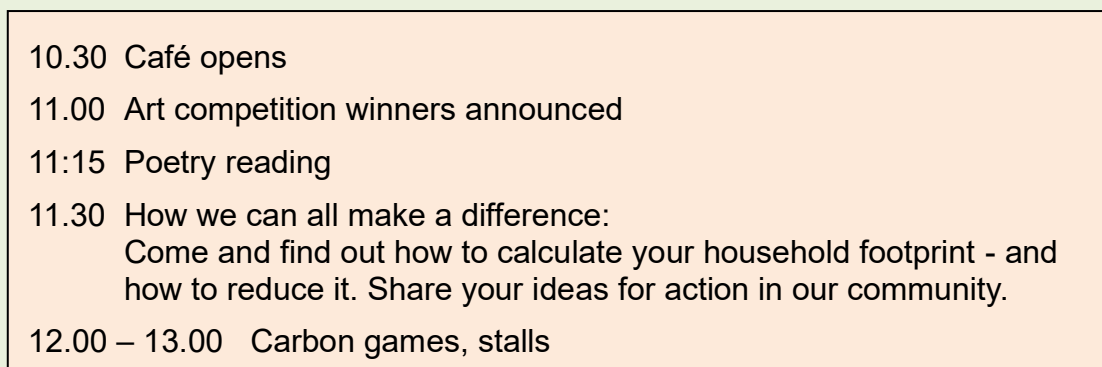 10.30 Café opens
11.00 Art competition winners announced
11:15 Poetry reading
11.30 How we can all make a difference:
Come and find out how to calculate your household footprint - and
how to reduce it. Share your ideas for action in our community.
12.00 – 13.00 Carbon games, stalls